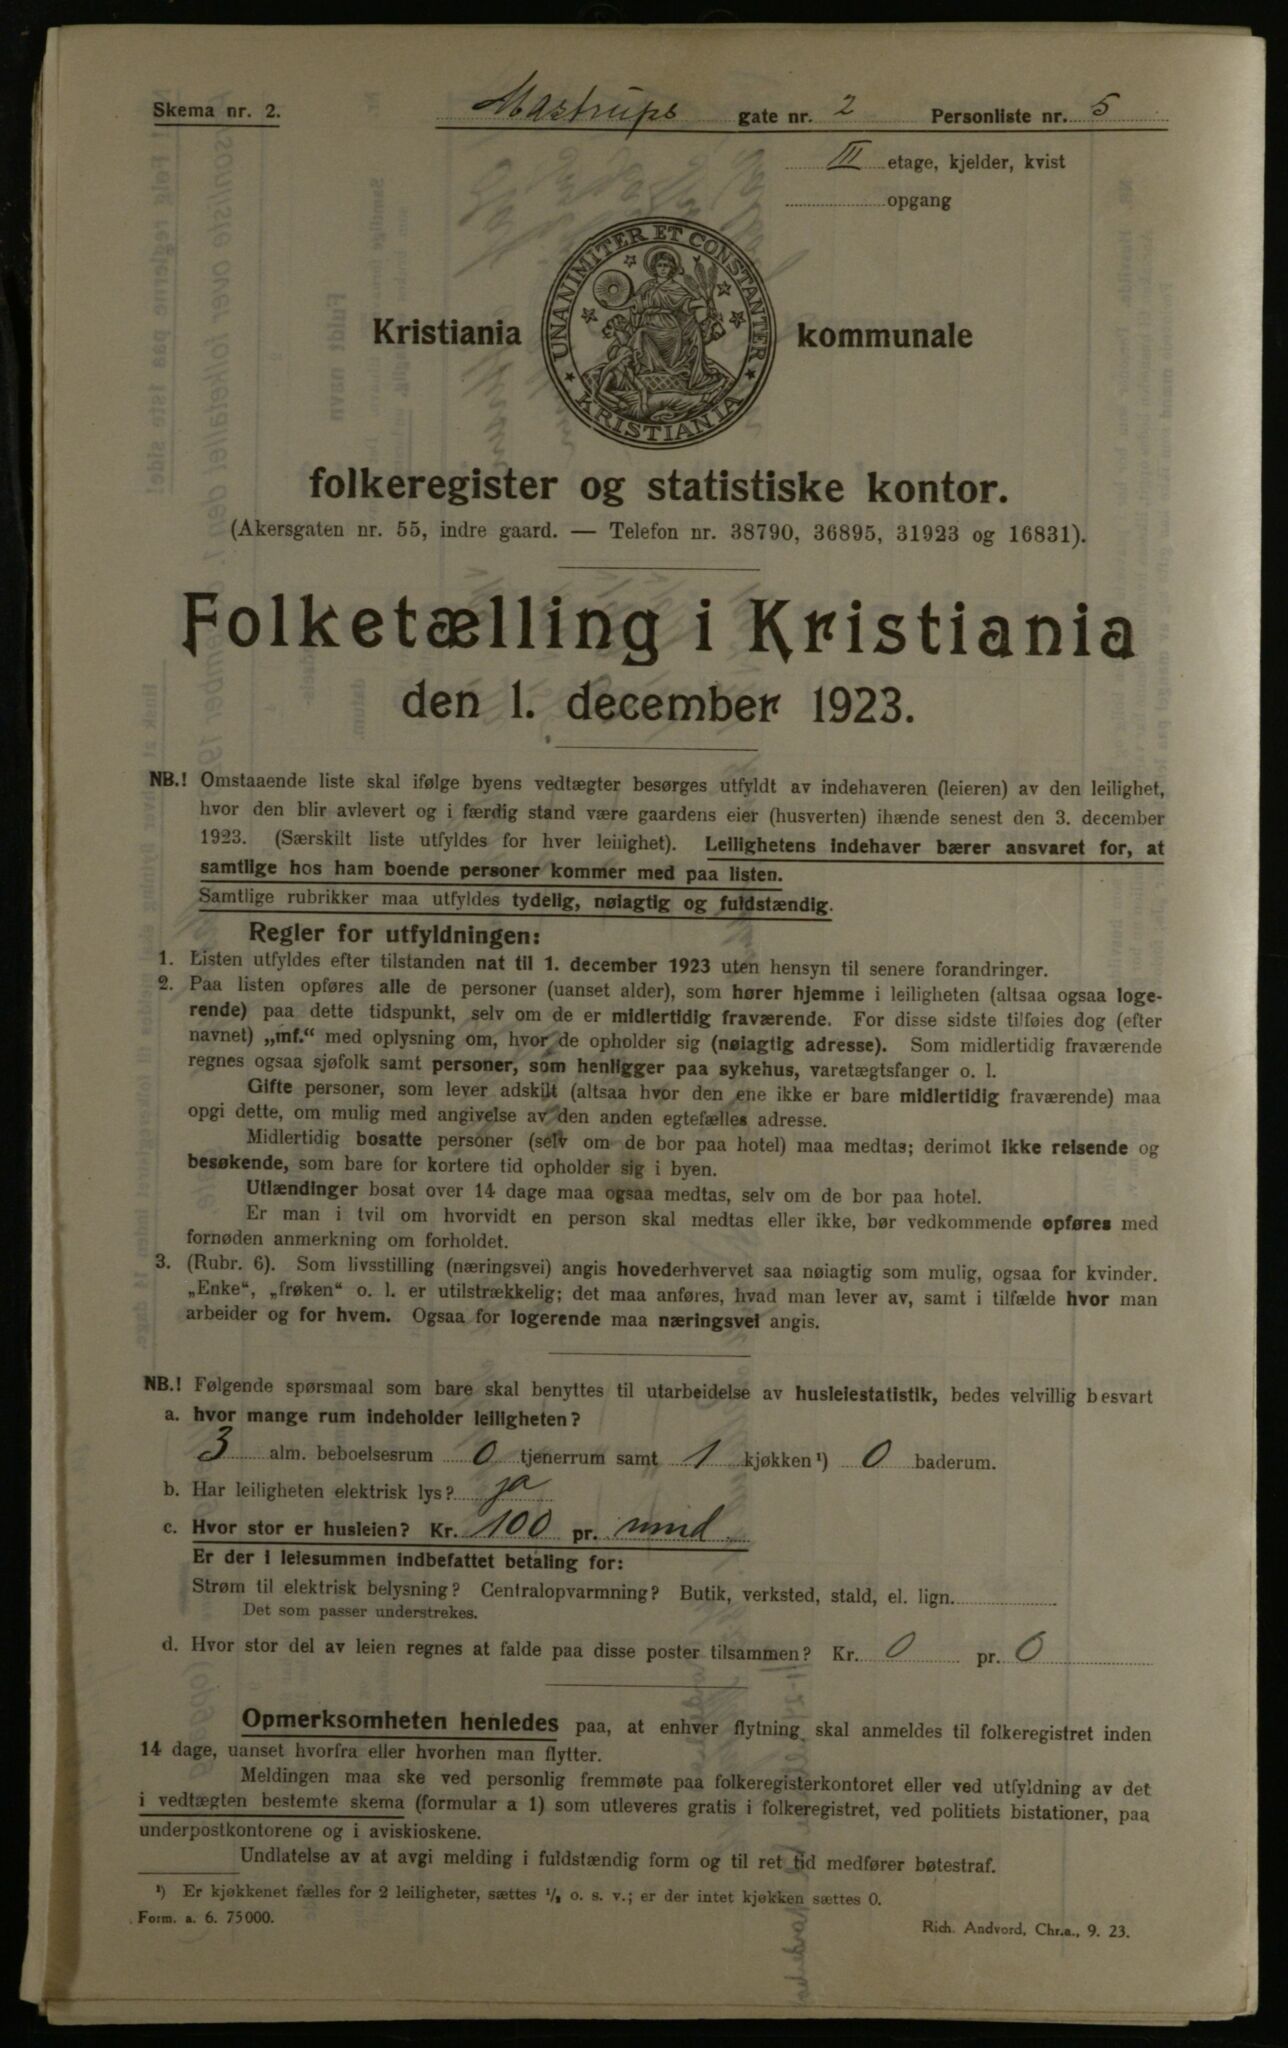 Skema nr. 2.
Mastrups gate nr. 2 Personliste nr. 5
III etage, kjelder, kvist
opgang
UNANIMITER ET CONSTANTER
KRISTIANIA
Kristiania kommunale
folkeregister og statistiske kontor.
(Akersgaten nr. 55, indre gaard. — Telefon nr. 38790, 36895, 31923 og 16831).
Folketælling i Kristiania
den 1. december 1923.
NB.! Omstaaende liste skal ifølge byens vedtægter besørges utfyldt av indehaveren (leieren) av den leilighet,
hvor den blir avlevert og i færdig stand være gaardens eier (husverten) ihænde senest den 3. december
1923. (Særskilt liste utfyldes for hver leilighet). Leilighetens indehaver bærer ansvaret for, at
samtlige hos ham boende personer kommer med paa listen.
Samtlige rubrikker maa utfyldes tydelig, nøiagtig og fuldstændig.
Regler for utfyldningen:
1. Listen utfyldes efter tilstanden nat til 1. december 1923 uten hensyn til senere forandringer.
2. Paa listen opføres alle de personer (uanset alder), som hører hjemme i leiligheten (altsaa ogsaa loge-
rende) paa dette tidspunkt, selv om de er midlertidig fraværende. For disse sidste tilføies dog (efter
navnet) „mf.“ med oplysning om, hvor de opholder sig (nøiagtig adresse). Som midlertidig fraværende
regnes ogsaa sjøfolk samt personer, som henligger paa sykehus, varetægtsfanger o. l.
Gifte personer, som lever adskilt (altsaa hvor den ene ikke er bare midlertidig fraværende) maa
opgi dette, om mulig med angivelse av den anden egtefælles adresse.
Midlertidig bosatte personer (selv om de bor paa hotel) maa medtas; derimot ikke reisende og
besøkende, som bare for kortere tid opholder sig i byen.
Utlændinger bosat over 14 dage maa ogsaa medtas, selv om de bor paa hotel.
Er man i tvil om hvorvidt en person skal medtas eller ikke, bør vedkommende opføres med
fornøden anmerkning om forholdet.
3. (Rubr. 6). Som livsstilling (næringsvei) angis hovederhvervet saa nøiagtig som mulig, ogsaa for kvinder.
„Enke“, „frøken“ o. l. er utilstrækkelig; det maa anføres, hvad man lever av, samt i tilfælde hvor man
arbeider og for hvem. Ogsaa for logerende maa næringsvei angis.
NB.! Følgende spørsmaal som bare skal benyttes til utarbeidelse av husleiestatistik, bedes velvillig besvart
a. hvor mange rum indeholder leiligheten?
3 alm. beboelsesrum 0 tjenerrum samt 1 kjøkken¹) 0 baderum.
b. Har leiligheten elektrisk lys? ja
c. Hvor stor er husleien? Kr. 100 pr. mnd
Er der i leiesummen indbefattet betaling for:
Strøm til elektrisk belysning? Centralopvarmning? Butik, verksted, stald, el. lign.
Det som passer understrekes.
d. Hvor stor del av leien regnes at falde paa disse poster tilsammen? Kr. 0 pr. 0
Opmerksomheten henledes paa, at enhver flytning skal anmeldes til folkeregistret inden
14 dage, uanset hvorfra eller hvorhen man flytter.
Meldingen maa ske ved personlig fremmøte paa folkeregisterkontoret eller ved utfyldning av det
i vedtægten bestemte skema (formular a 1) som utleveres gratis i folkeregistret, ved politiets bistationer, paa
underpostkontorene og i aviskioskene.
Undlatelse av at avgi melding i fuldstændig form og til ret tid medfører bøtestraf.
¹) Er kjøkkenet fælles for 2 leiligheter, sættes ½ o. s. v.; er der intet kjøkken sættes 0.
Form. a. 6. 75000.
Rich. Andvord, Chr.a., 9. 23.